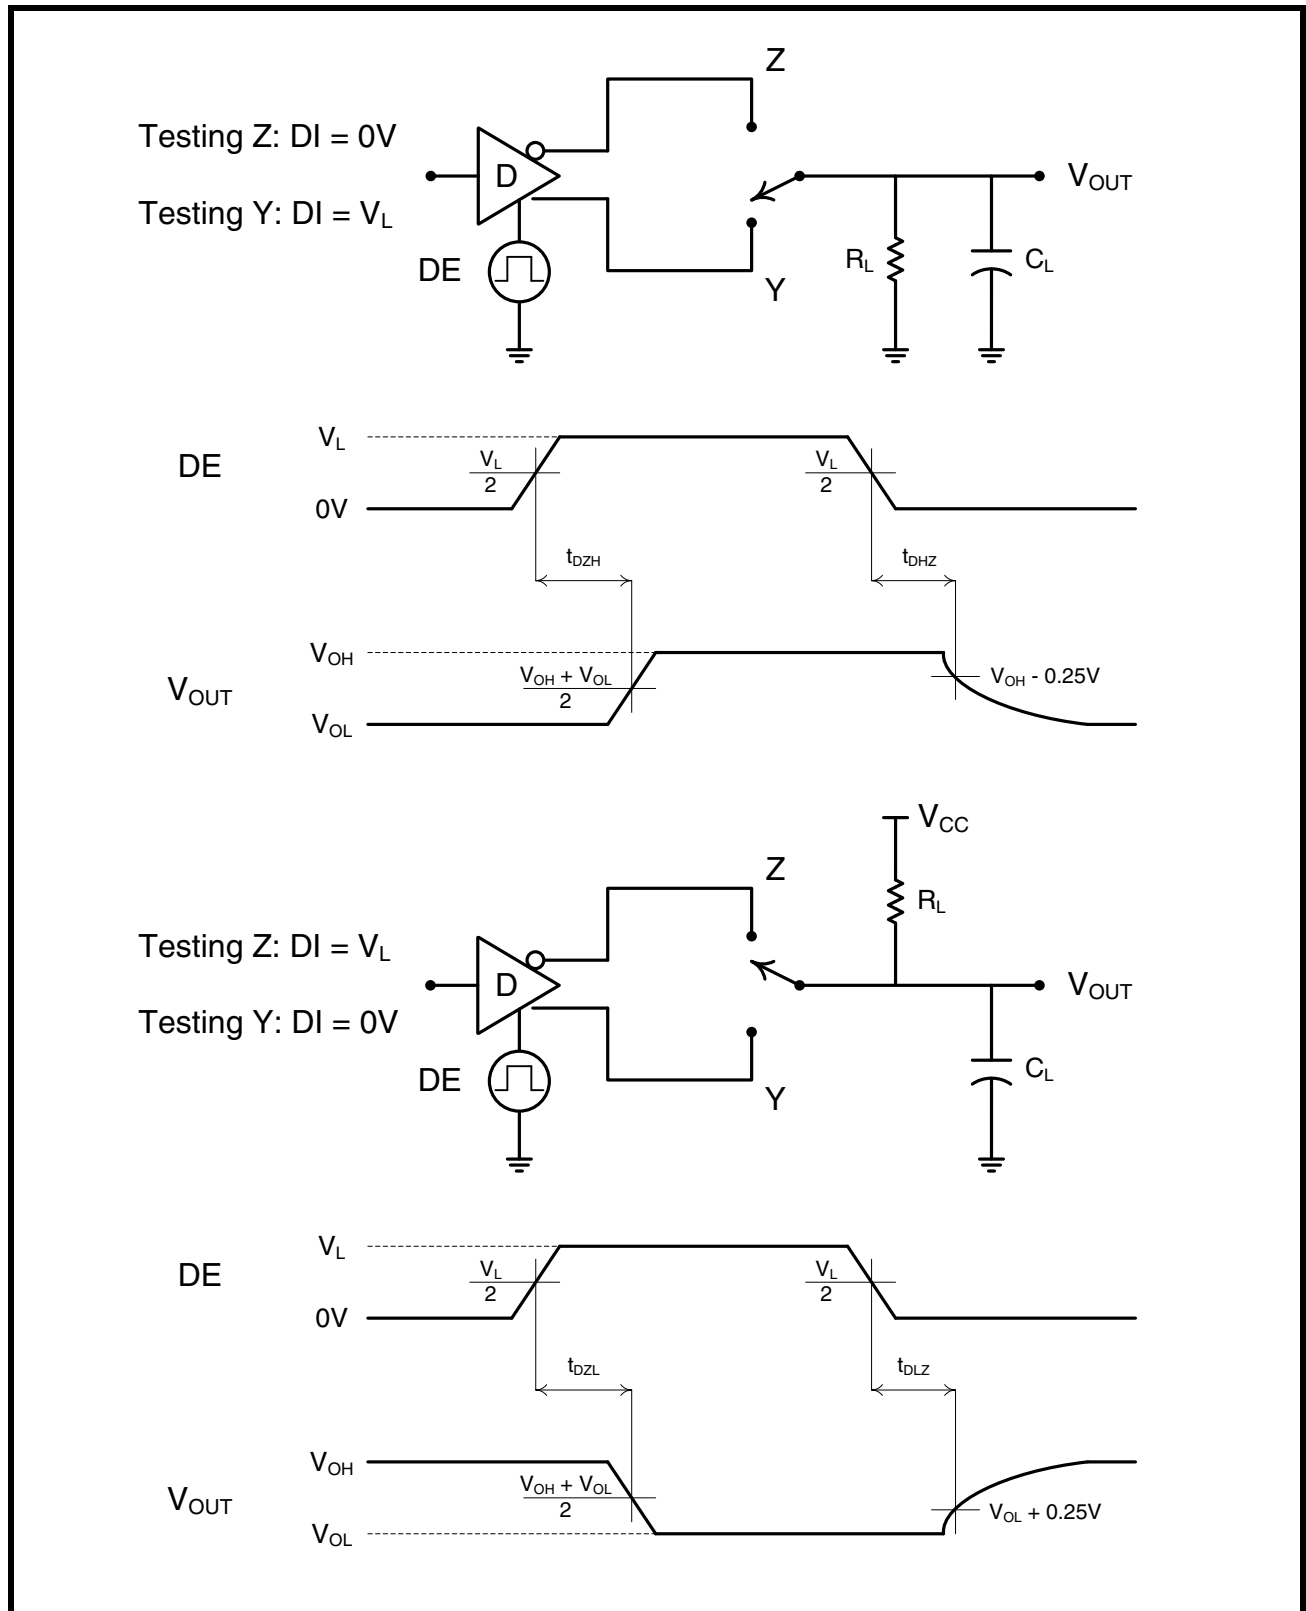 Z
Testing Z: DI = 0V
D
V_OUT
Testing Y: DI = V_L
R_L
C_L
DE
Y
V_L
DE
V_L
2
V_L
2
0V
t_DZH
t_DHZ
V_OH
V_OH + V_OL
2
V_OH - 0.25V
V_OUT
V_OL
V_CC
Z
R_L
Testing Z: DI = V_L
D
V_OUT
Testing Y: DI = 0V
C_L
DE
Y
V_L
DE
V_L
2
V_L
2
0V
t_DZL
t_DLZ
V_OH
V_OH + V_OL
2
V_OUT
V_OL + 0.25V
V_OL